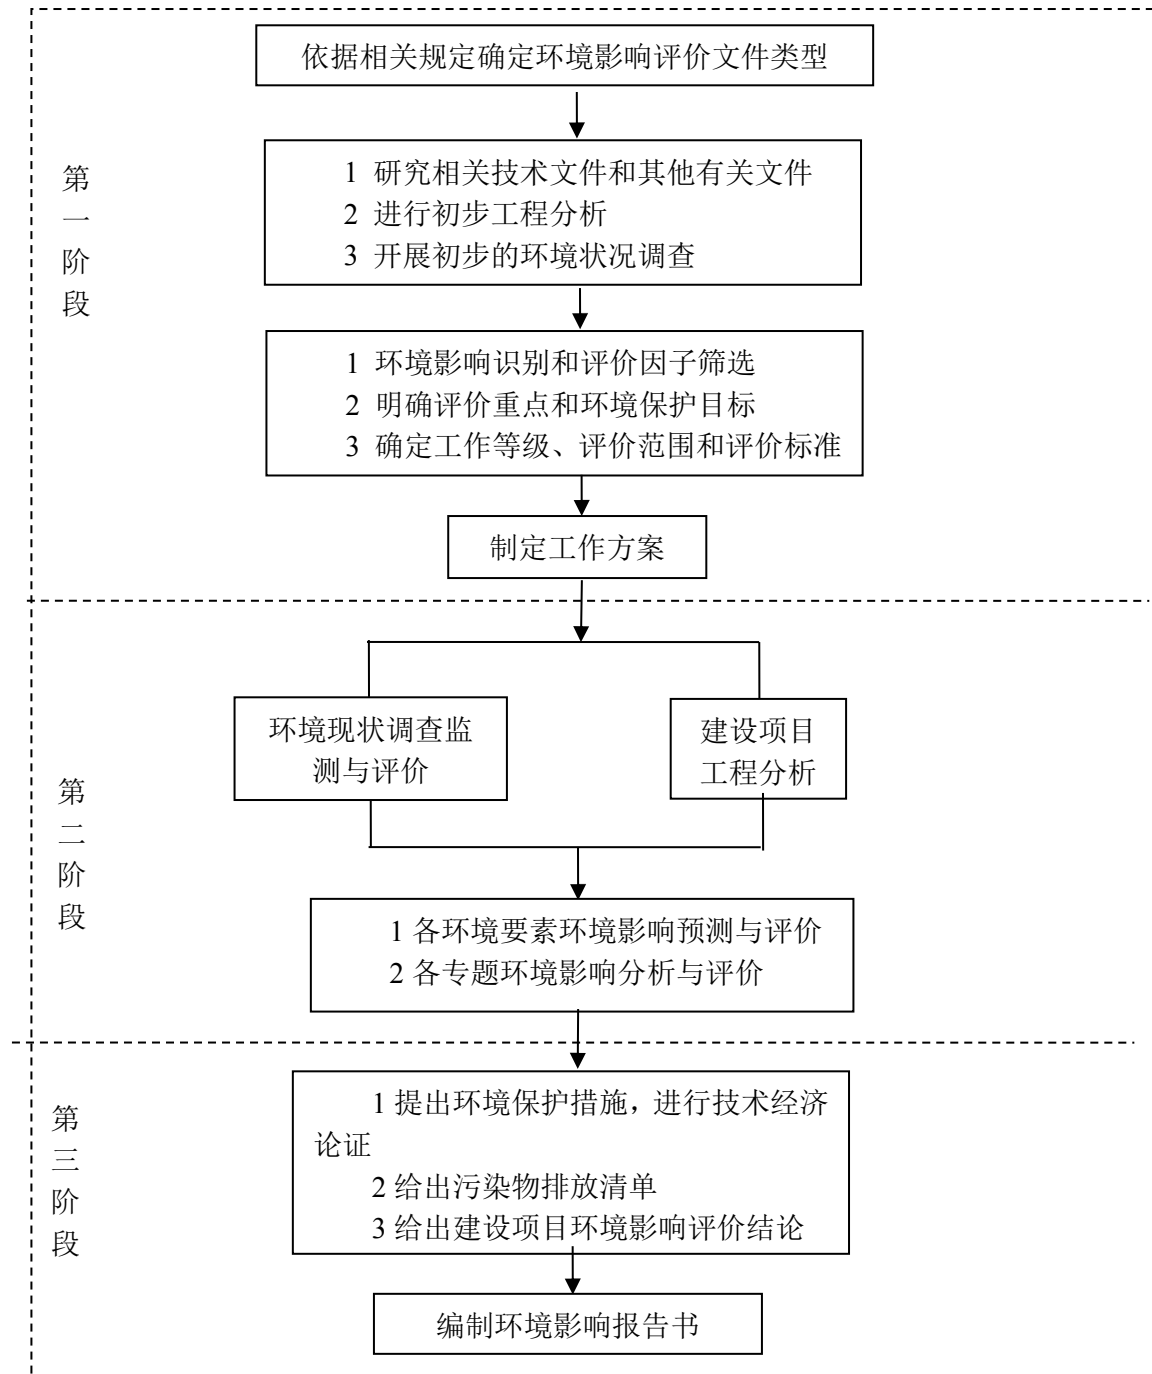 依据相关规定确定环境影响评价文件类型
第一阶段
1 研究相关技术文件和其他有关文件
2 进行初步工程分析
3 开展初步的环境状况调查
1 环境影响识别和评价因子筛选
2 明确评价重点和环境保护目标
3 确定工作等级、评价范围和评价标准
制定工作方案
第二阶段
环境现状调查监
测与评价
建设项目
工程分析
1 各环境要素环境影响预测与评价
2 各专题环境影响分析与评价
第三阶段
1 提出环境保护措施，进行技术经济
论证
2 给出污染物排放清单
3 给出建设项目环境影响评价结论
编制环境影响报告书